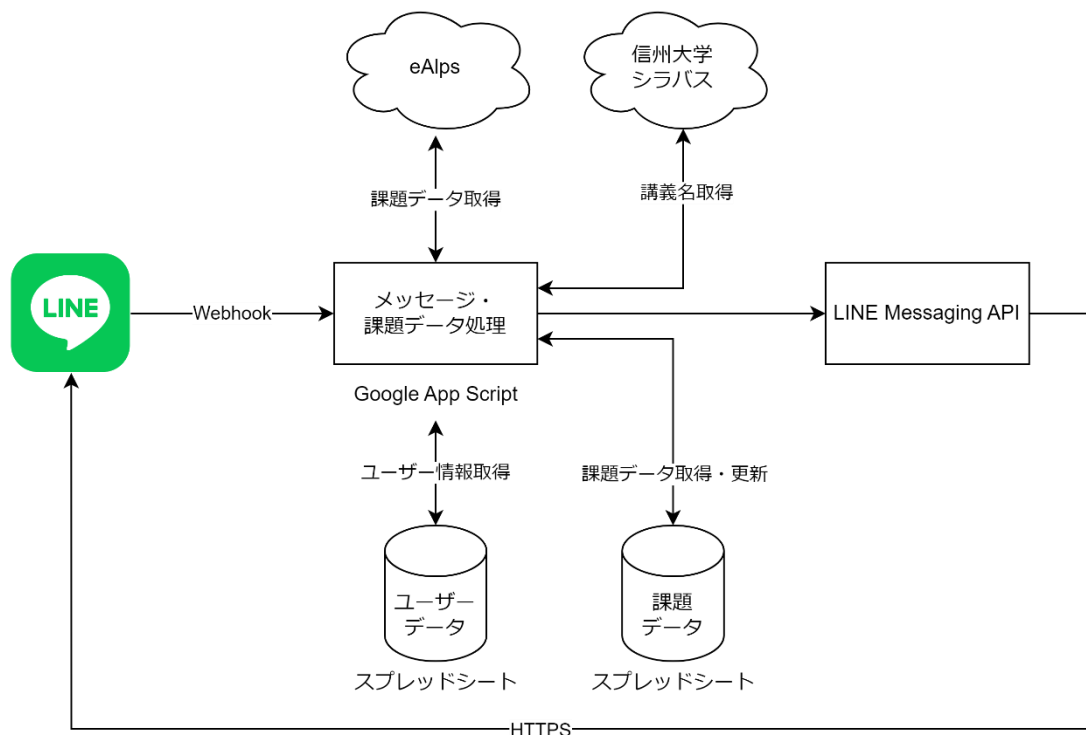 eAlps
信州大学
シラバス
課題データ取得
講義名取得
LINE
Webhook
メッセージ・
課題データ処理
LINE Messaging API
Google App Script
ユーザー情報取得
課題データ取得・更新
ユーザー
データ
課題
データ
スプレッドシート
スプレッドシート
HTTPS